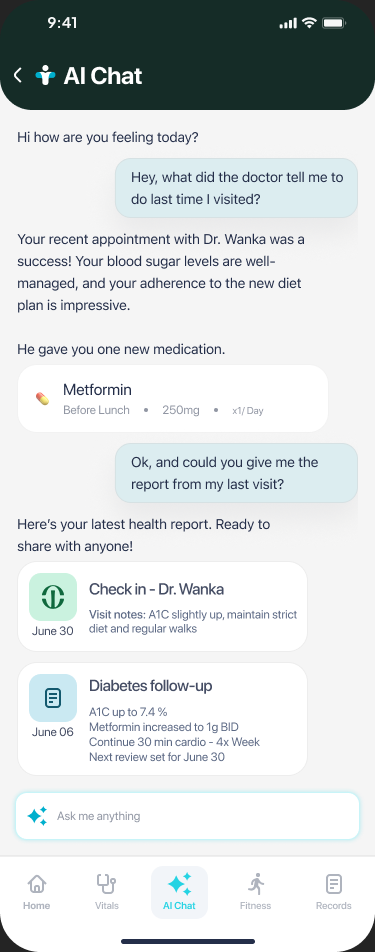 9:41
AI Chat
Hi how are you feeling today?
Hey, what did the doctor tell me to
do last time I visited?
Your recent appointment with Dr. Wanka was a
success! Your blood sugar levels are well-
managed, and your adherence to the new diet
plan is impressive.
He gave you one new medication.
Metformin
Before Lunch • 250mg • x1/ Day
Ok, and could you give me the
report from my last visit?
Here’s your latest health report. Ready to
share with anyone!
Check in - Dr. Wanka
Visit notes: A1C slightly up, maintain strict
diet and regular walks
June 30
Diabetes follow-up
A1C up to 7.4 %
Metformin increased to 1g BID
Continue 30 min cardio - 4x Week
Next review set for June 30
June 06
Ask me anything
Home Vitals AI Chat Fitness Records